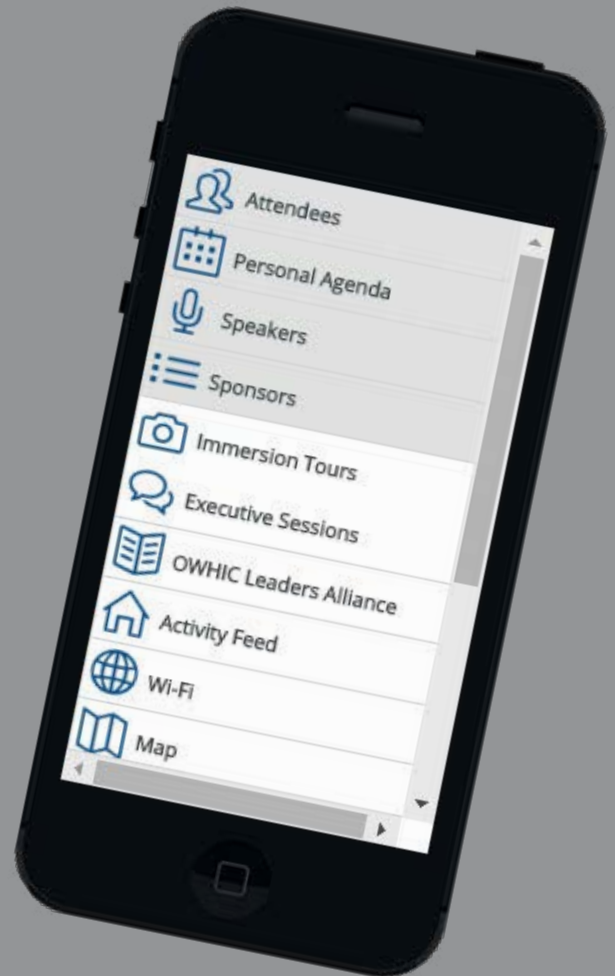 Attendees
Personal Agenda
Speakers
Sponsors
Immersion Tours
Executive Sessions
OWHIC Leaders Alliance
Activity Feed
Wi-Fi
Map